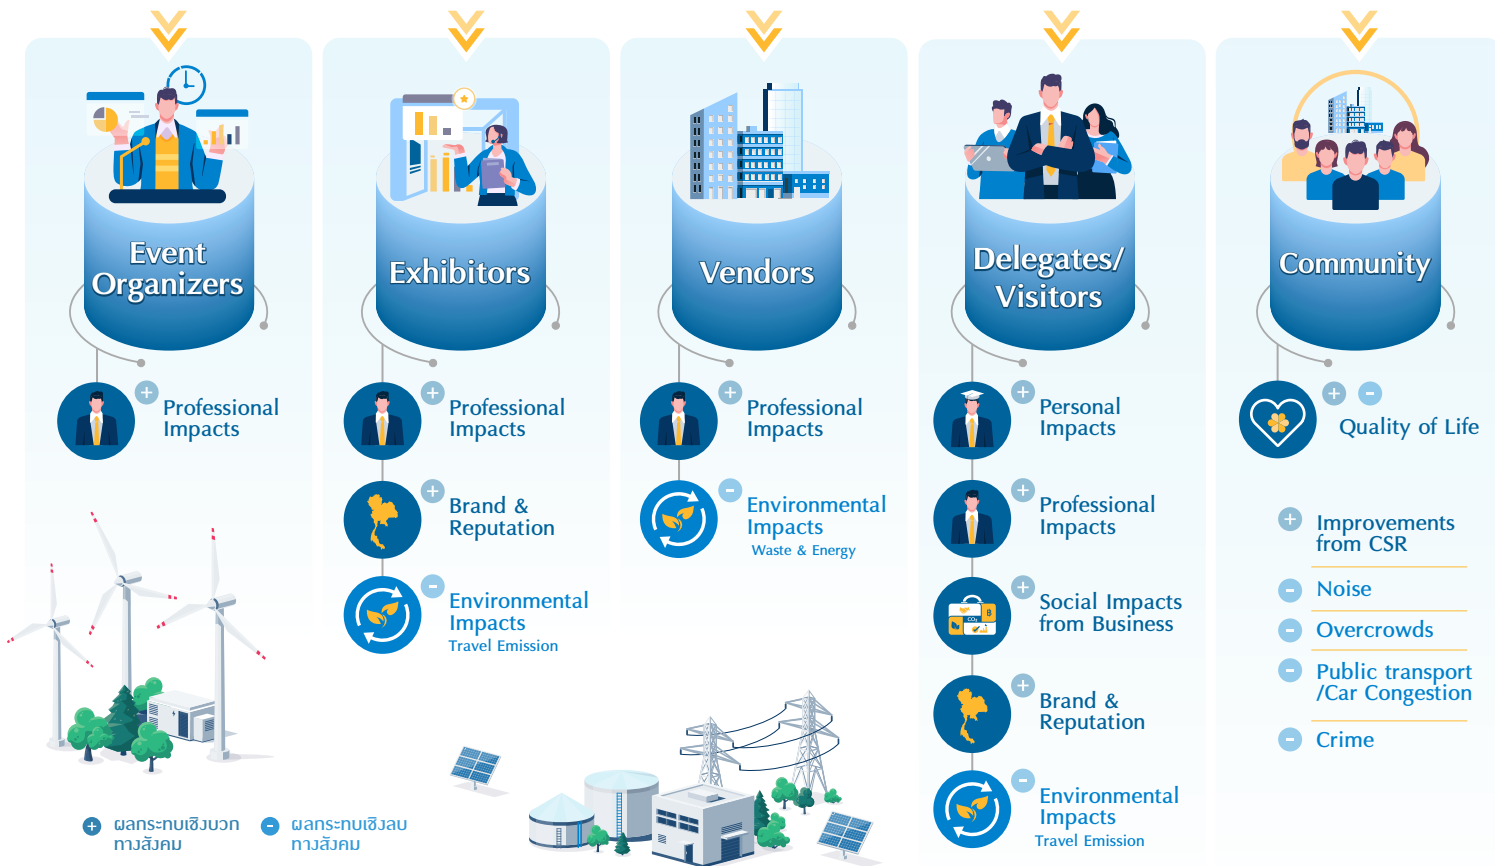 Event
Organizers
+
Professional
Impacts
Exhibitors
+
Professional
Impacts
+
Brand &
Reputation
-
Environmental
Impacts
Travel Emission
Vendors
+
Professional
Impacts
-
Environmental
Impacts
Waste & Energy
Delegates/
Visitors
+
Personal
Impacts
+
Professional
Impacts
+
Social Impacts
from Business
CO₂
฿
+
Brand &
Reputation
-
Environmental
Impacts
Travel Emission
Community
+ -
Quality of Life
+ Improvements
from CSR
- Noise
- Overcrowds
- Public transport
/Car Congestion
- Crime
+ ผลกระทบเชิงบวก
ทางสังคม
- ผลกระทบเชิงลบ
ทางสังคม